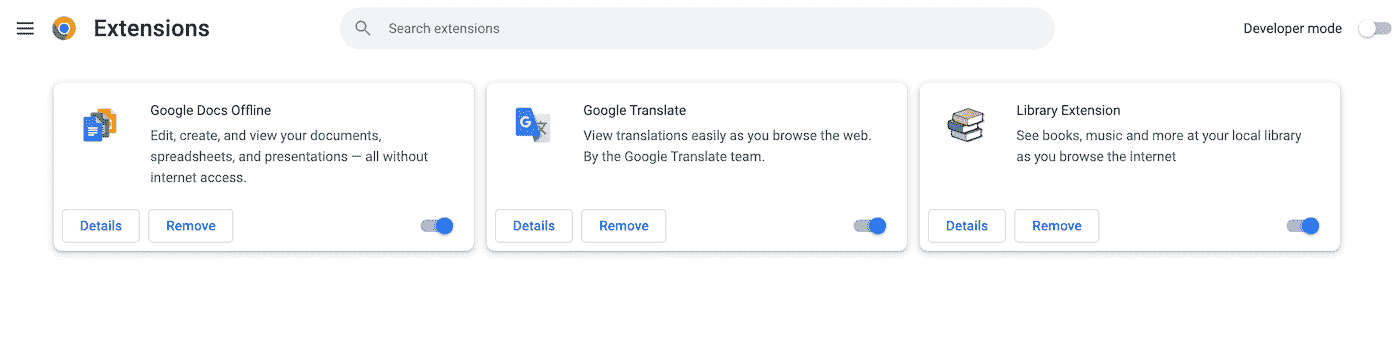 Extensions
Search extensions
Developer mode
Google Docs Offline
Edit, create, and view your documents,
spreadsheets, and presentations — all without
internet access.
Details
Remove
G
文
Google Translate
View translations easily as you browse the web.
By the Google Translate team.
Details
Remove
Library Extension
See books, music and more at your local library
as you browse the internet
Details
Remove